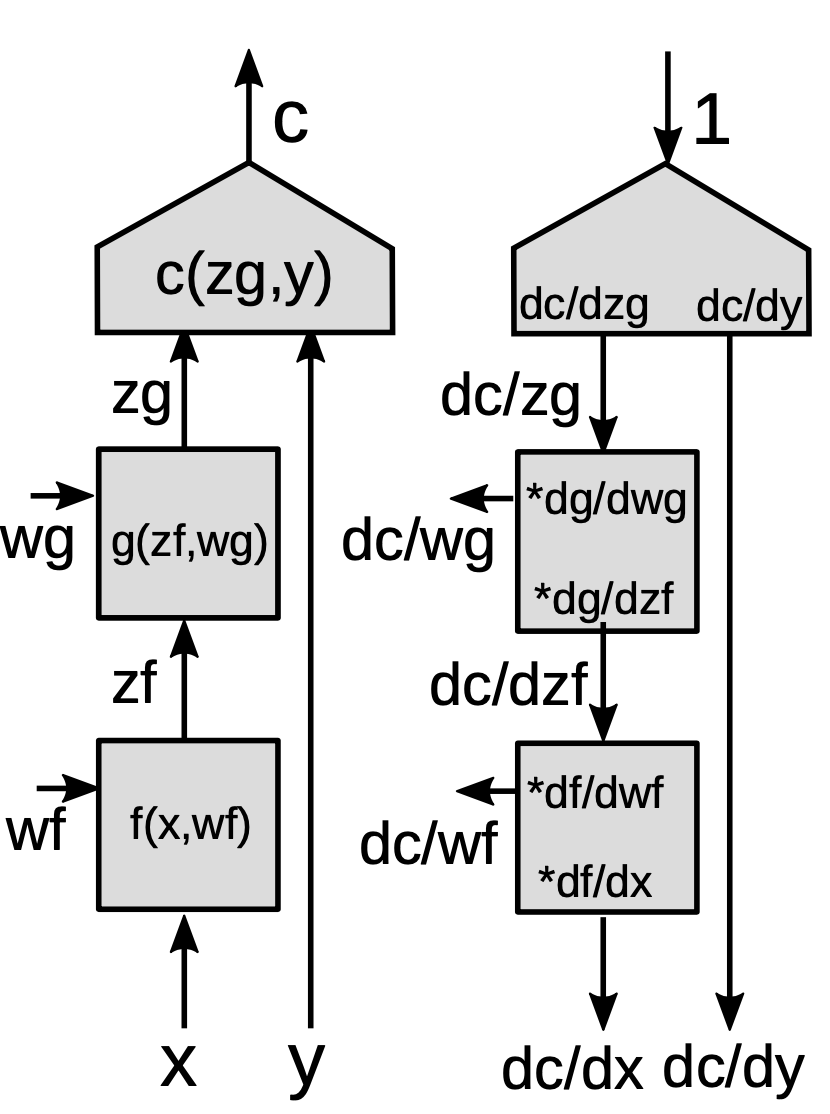 c
c(zg,y)
zg
wg
g(zf,wg)
zf
wf
f(x,wf)
x
y
1
dc/dzg
dc/dy
dc/zg
*dg/dwg
dc/wg
*dg/dzf
dc/dzf
*df/dwf
dc/wf
*df/dx
dc/dx
dc/dy